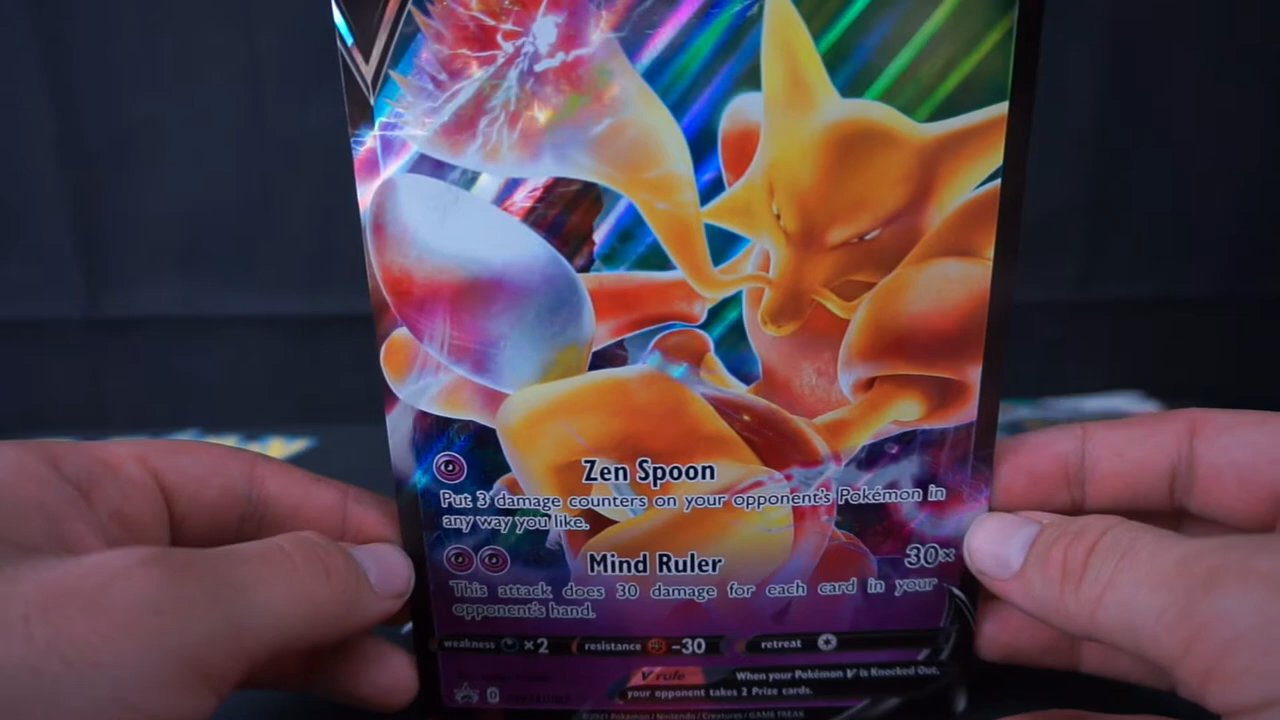 Zen Spoon
Put 3 damage counters on your opponent's Pokémon in
any way you like.
Mind Ruler 30×
This attack does 30 damage for each card in your
opponent's hand.
weakness ×2 resistance -30 retreat
V rule When your Pokémon V is Knocked Out,
your opponent takes 2 Prize cards.
D
©2021 Pokémon / Nintendo / Creatures / GAME FREAK